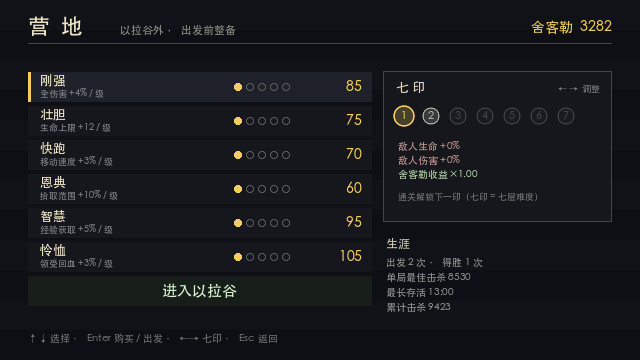 营 地
以拉谷外 · 出发前整备
舍客勒 3282
刚强
全伤害 +4% / 级
85
壮胆
生命上限 +12 / 级
75
快跑
移动速度 +3% / 级
70
恩典
拾取范围 +10% / 级
60
智慧
经验获取 +5% / 级
95
怜恤
领受回血 +3% / 级
105
进入以拉谷
七 印
←→ 调整
1 2 3 4 5 6 7
敌人生命 +0%
敌人伤害 +0%
舍客勒收益 ×1.00
通关解锁下一印（七印 = 七层堆度）
生涯
出发 2 次 · 得胜 1 次
单局最佳击杀 8530
最长存活 13:00
累计击杀 9423
↑ ↓ 选择 · Enter 购买 / 出发 · ←→ 七印 · Esc 返回